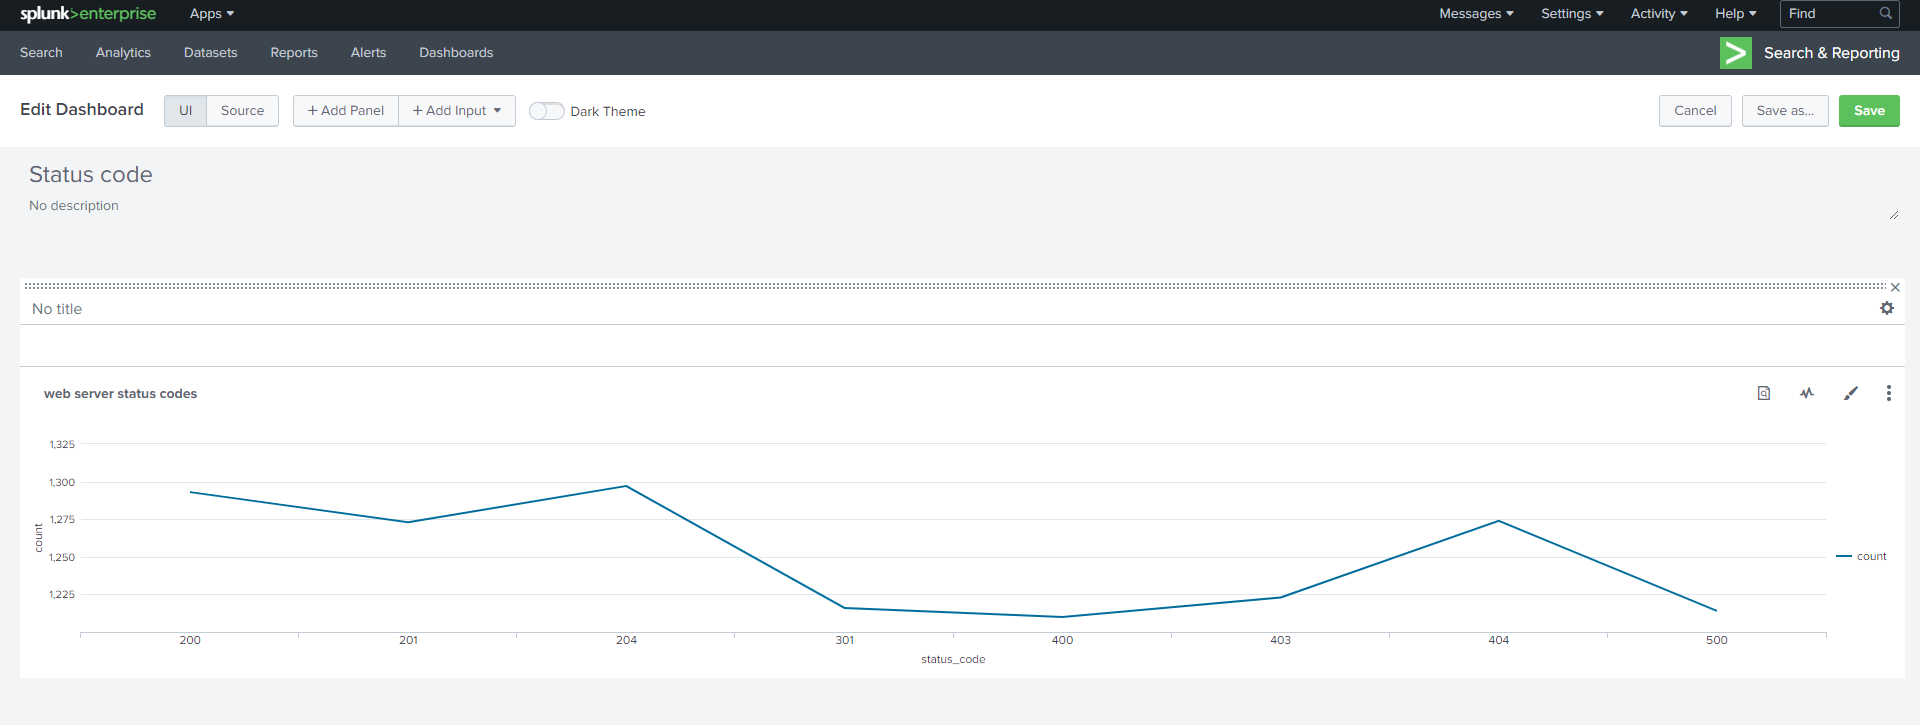 splunk>enterprise Apps Messages Settings Activity Help Find
Search Analytics Datasets Reports Alerts Dashboards Search & Reporting
Edit Dashboard UI Source + Add Panel + Add Input Dark Theme Cancel Save as... Save
Status code
No description
No title
web server status codes
1,325
1,300
1,275
1,250
1,225
count
count
200 201 204 301 400 403 404 500
status_code